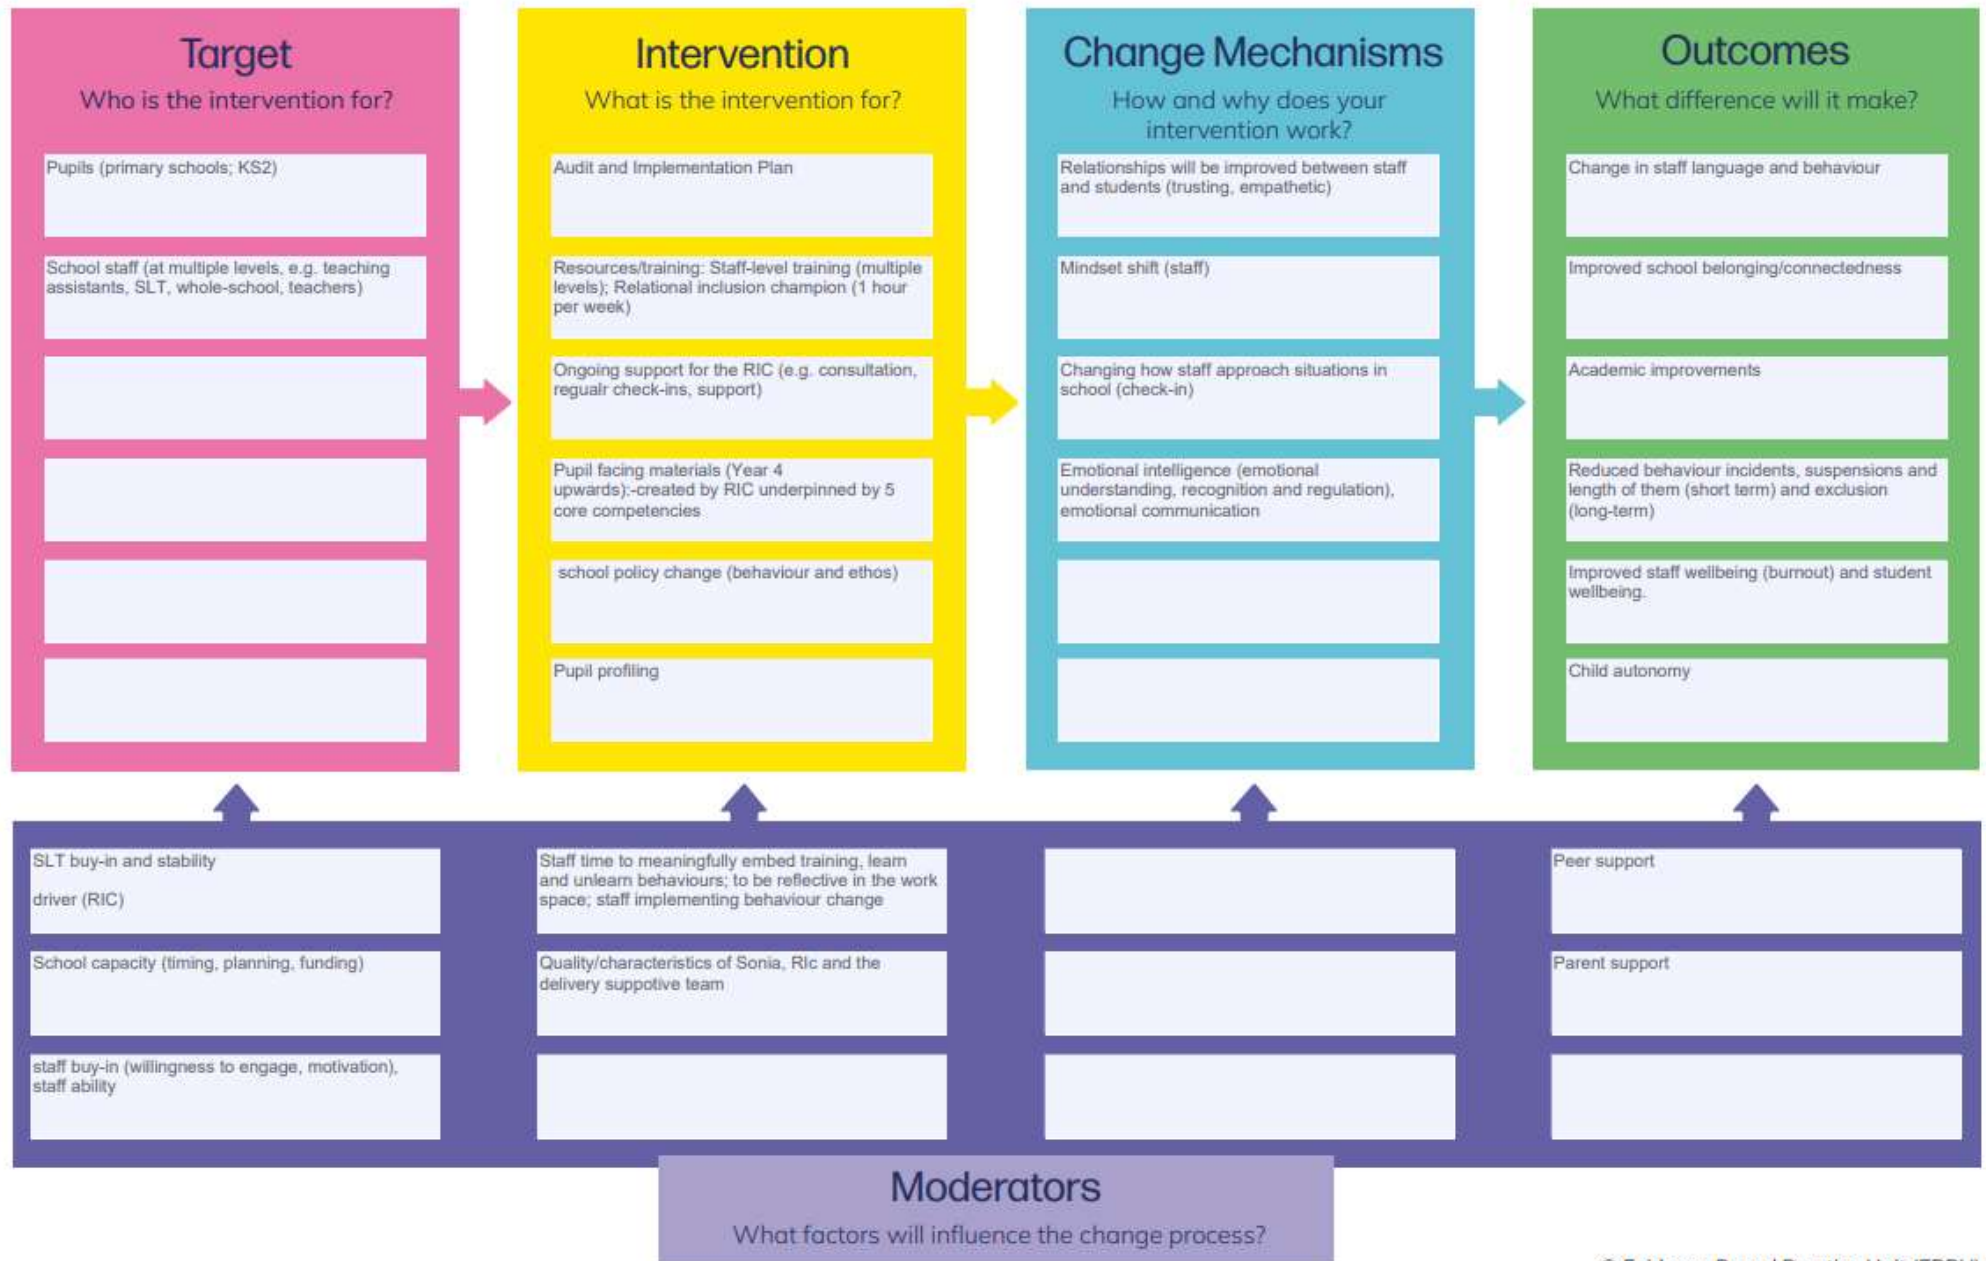 Target
Who is the intervention for?
Pupils (primary schools; KS2)
School staff (at multiple levels, e.g. teaching
assistants, SLT, whole-school, teachers)
Intervention
What is the intervention for?
Audit and Implementation Plan
Resources/training: Staff-level training (multiple
levels); Relational inclusion champion (1 hour
per week)
Ongoing support for the RIC (e.g. consultation,
regualr check-ins, support)
Pupil facing materials (Year 4
upwards):-created by RIC underpinned by 5
core competencies
school policy change (behaviour and ethos)
Pupil profiling
Change Mechanisms
How and why does your
intervention work?
Relationships will be improved between staff
and students (trusting, empathetic)
Mindset shift (staff)
Changing how staff approach situations in
school (check-in)
Emotional intelligence (emotional
understanding, recognition and regulation),
emotional communication
Outcomes
What difference will it make?
Change in staff language and behaviour
Improved school belonging/connectedness
Academic improvements
Reduced behaviour incidents, suspensions and
length of them (short term) and exclusion
(long-term)
Improved staff wellbeing (burnout) and student
wellbeing.
Child autonomy
SLT buy-in and stability
driver (RIC)
School capacity (timing, planning, funding)
staff buy-in (willingness to engage, motivation),
staff ability
Staff time to meaningfully embed training, learn
and unlearn behaviours; to be reflective in the work
space; staff implementing behaviour change
Quality/characteristics of Sonia, RIc and the
delivery suppotive team
Peer support
Parent support
Moderators
What factors will influence the change process?